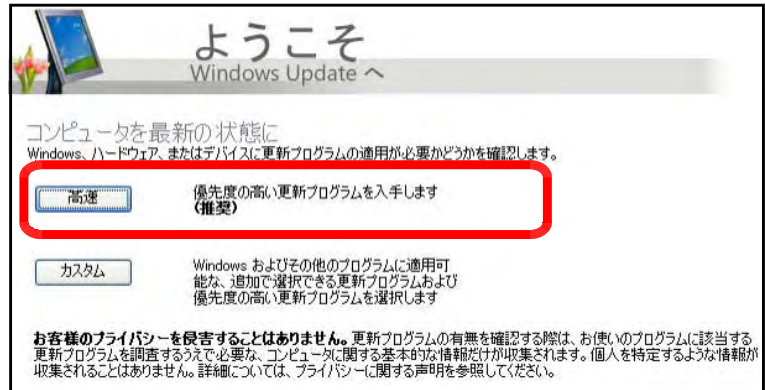 ようこそ
Windows Update へ
コンピュータを最新の状態に
Windows、ハードウェア、またはデバイスに更新プログラムの適用が必要かどうかを確認します。
高速
優先度の高い更新プログラムを入手します
(推奨)
カスタム
Windows およびその他のプログラムに適用可
能な、追加で選択できる更新プログラムおよび
優先度の高い更新プログラムを選択します
お客様のプライバシーを侵害することはありません。更新プログラムの有無を確認する際は、お使いのプログラムに該当する
更新プログラムを調査するうえで必要な、コンピュータに関する基本的な情報だけが収集されます。個人を特定するような情報が
収集されることはありません。詳細については、プライバシーに関する声明を参照してください。